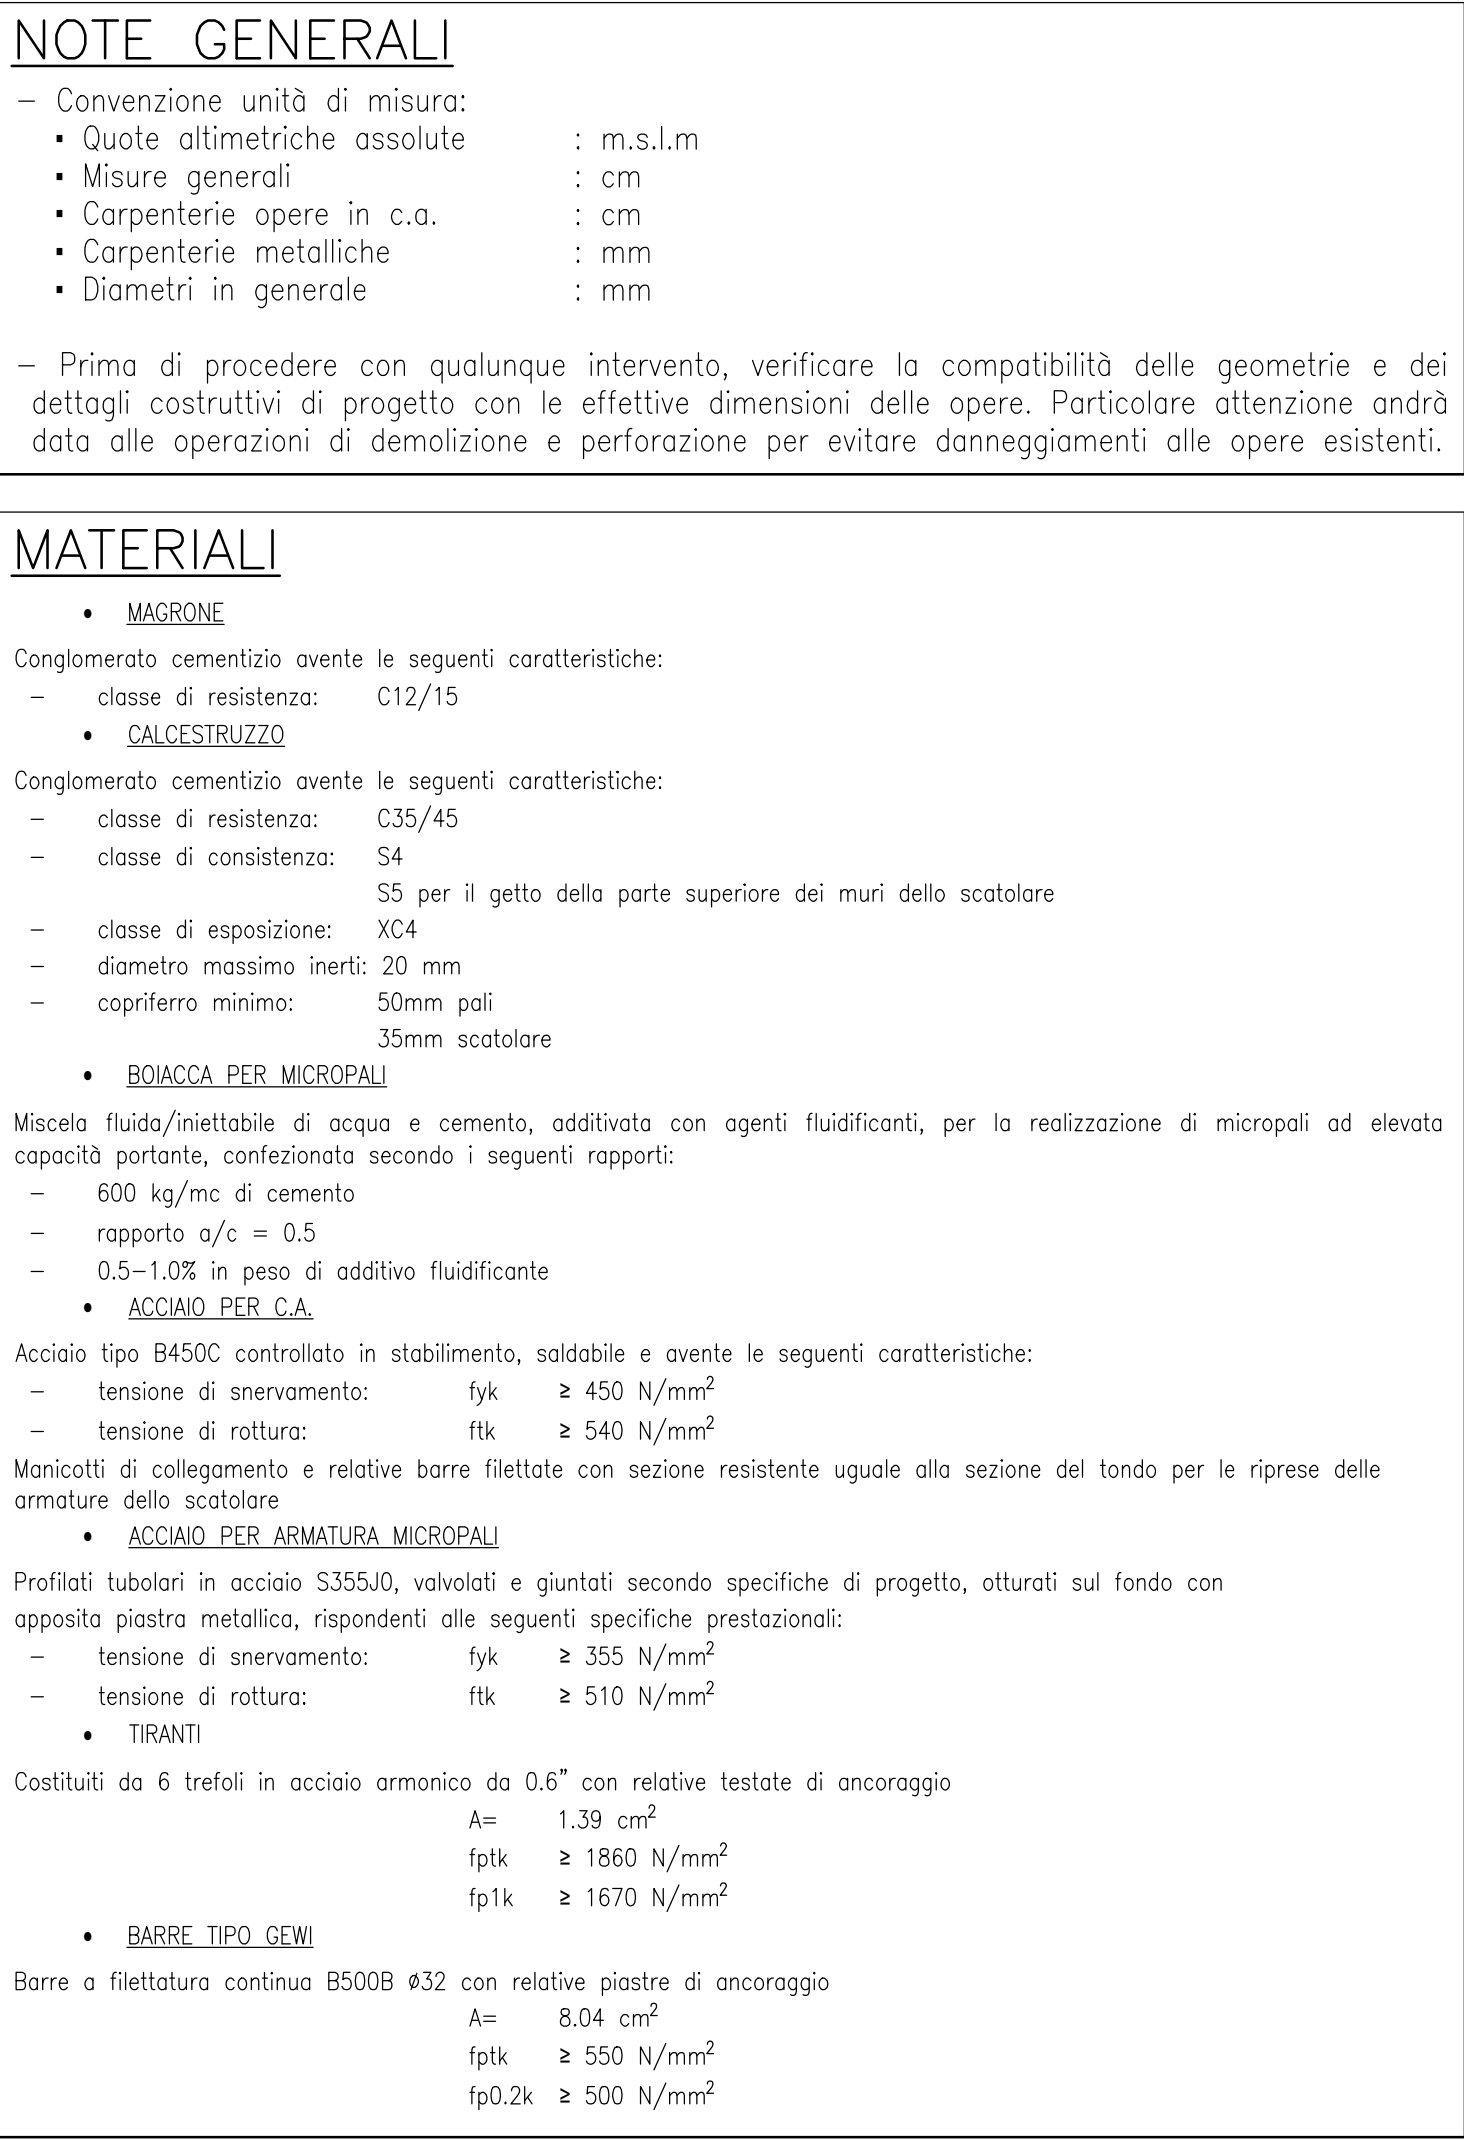 NOTE GENERALI
– Convenzione unità di misura:
▪ Quote altimetriche assolute : m.s.l.m
▪ Misure generali : cm
▪ Carpenterie opere in c.a. : cm
▪ Carpenterie metalliche : mm
▪ Diametri in generale : mm
– Prima di procedere con qualunque intervento, verificare la compatibilità delle geometrie e dei
dettagli costruttivi di progetto con le effettive dimensioni delle opere. Particolare attenzione andrà
data alle operazioni di demolizione e perforazione per evitare danneggiamenti alle opere esistenti.
MATERIALI
• MAGRONE
Conglomerato cementizio avente le seguenti caratteristiche:
– classe di resistenza: C12/15
• CALCESTRUZZO
Conglomerato cementizio avente le seguenti caratteristiche:
– classe di resistenza: C35/45
– classe di consistenza: S4
S5 per il getto della parte superiore dei muri dello scatolare
– classe di esposizione: XC4
– diametro massimo inerti: 20 mm
– copriferro minimo: 50mm pali
35mm scatolare
• BOIACCA PER MICROPALI
Miscela fluida/iniettabile di acqua e cemento, additivata con agenti fluidificanti, per la realizzazione di micropali ad elevata
capacità portante, confezionata secondo i seguenti rapporti:
– 600 kg/mc di cemento
– rapporto a/c = 0.5
– 0.5–1.0% in peso di additivo fluidificante
• ACCIAIO PER C.A.
Acciaio tipo B450C controllato in stabilimento, saldabile e avente le seguenti caratteristiche:
– tensione di snervamento: fyk ≥ 450 N/mm²
– tensione di rottura: ftk ≥ 540 N/mm²
Manicotti di collegamento e relative barre filettate con sezione resistente uguale alla sezione del tondo per le riprese delle
armature dello scatolare
• ACCIAIO PER ARMATURA MICROPALI
Profilati tubolari in acciaio S355J0, valvolati e giuntati secondo specifiche di progetto, otturati sul fondo con
apposita piastra metallica, rispondenti alle seguenti specifiche prestazionali:
– tensione di snervamento: fyk ≥ 355 N/mm²
– tensione di rottura: ftk ≥ 510 N/mm²
• TIRANTI
Costituiti da 6 trefoli in acciaio armonico da 0.6" con relative testate di ancoraggio
A= 1.39 cm²
fptk ≥ 1860 N/mm²
fp1k ≥ 1670 N/mm²
• BARRE TIPO GEWI
Barre a filettatura continua B500B ø32 con relative piastre di ancoraggio
A= 8.04 cm²
fptk ≥ 550 N/mm²
fp0.2k ≥ 500 N/mm²